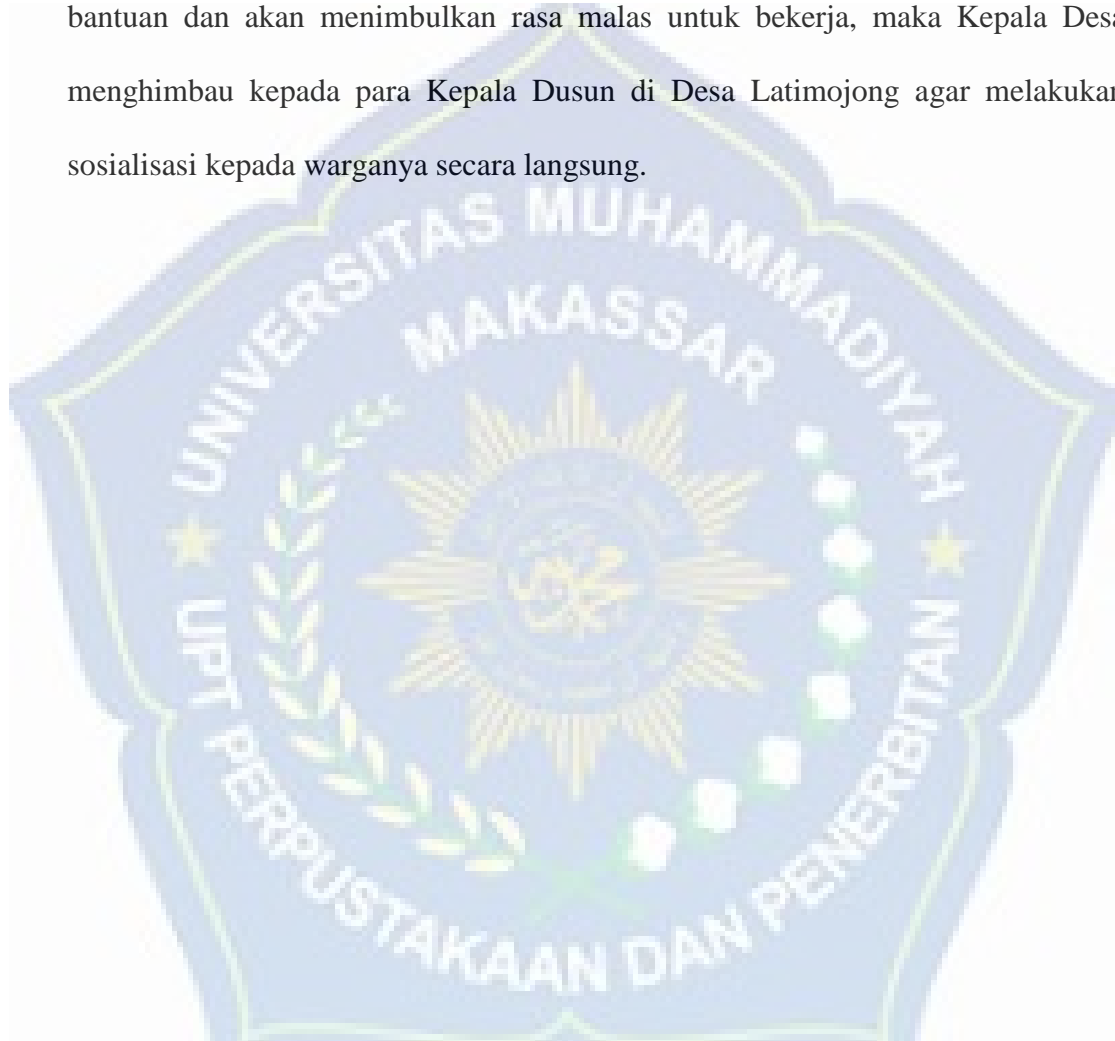 bantuan dan akan menimbulkan rasa malas untuk bekerja, maka Kepala Desa
menghimbau kepada para Kepala Dusun di Desa Latimojong agar melakukan
sosialisasi kepada warganya secara langsung.
UNIVERSITAS MUHAMMADIYAH
MAKASSAR
UPT PERPUSTAKAAN DAN PENERBITAN